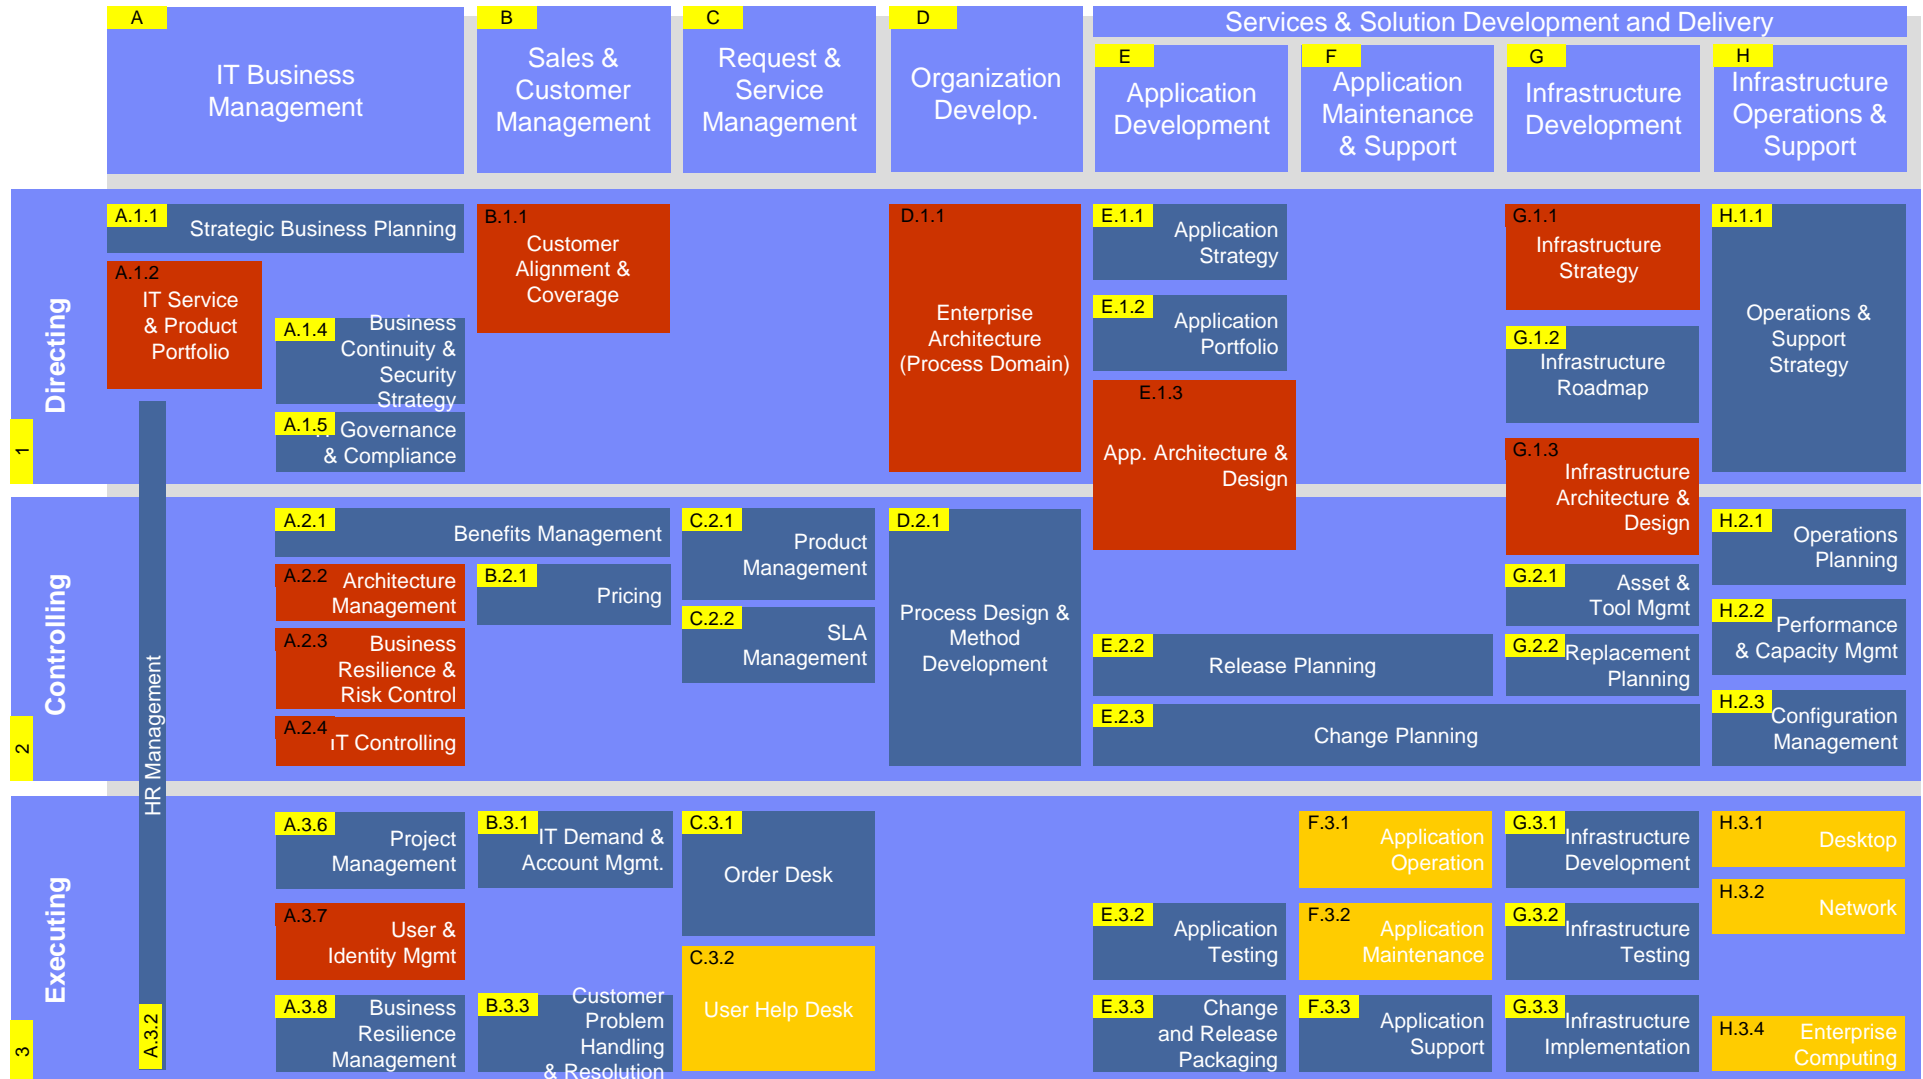 A
IT Business
Management
B
Sales &
Customer
Management
C
Request &
Service
Management
D
Organization
Develop.
Services & Solution Development and Delivery
E
Application
Development
F
Application
Maintenance
& Support
G
Infrastructure
Development
H
Infrastructure
Operations &
Support
1
Directing
A.1.1
Strategic Business Planning
A.1.2
IT Service
& Product
Portfolio
A.1.4
Business
Continuity &
Security
Strategy
A.1.5
IT Governance
& Compliance
B.1.1
Customer
Alignment &
Coverage
D.1.1
Enterprise
Architecture
(Process Domain)
E.1.1
Application
Strategy
E.1.2
Application
Portfolio
E.1.3
App. Architecture &
Design
G.1.1
Infrastructure
Strategy
G.1.2
Infrastructure
Roadmap
G.1.3
Infrastructure
Architecture &
Design
H.1.1
Operations &
Support
Strategy
2
Controlling
A.2.1
Benefits Management
A.2.2
Architecture
Management
A.2.3
Business
Resilience &
Risk Control
A.2.4
IT Controlling
B.2.1
Pricing
C.2.1
Product
Management
C.2.2
SLA
Management
D.2.1
Process Design &
Method
Development
E.2.2
Release Planning
E.2.3
Change Planning
G.2.1
Asset &
Tool Mgmt
G.2.2
Replacement
Planning
H.2.1
Operations
Planning
H.2.2
Performance
& Capacity Mgmt
H.2.3
Configuration
Management
3
Executing
HR Management
A.3.2
A.3.6
Project
Management
A.3.7
User &
Identity Mgmt
A.3.8
Business
Resilience
Management
B.3.1
IT Demand &
Account Mgmt.
B.3.3
Customer
Problem
Handling
& Resolution
C.3.1
Order Desk
C.3.2
User Help Desk
E.3.2
Application
Testing
E.3.3
Change
and Release
Packaging
F.3.1
Application
Operation
F.3.2
Application
Maintenance
F.3.3
Application
Support
G.3.1
Infrastructure
Development
G.3.2
Infrastructure
Testing
G.3.3
Infrastructure
Implementation
H.3.1
Desktop
H.3.2
Network
H.3.4
Enterprise
Computing